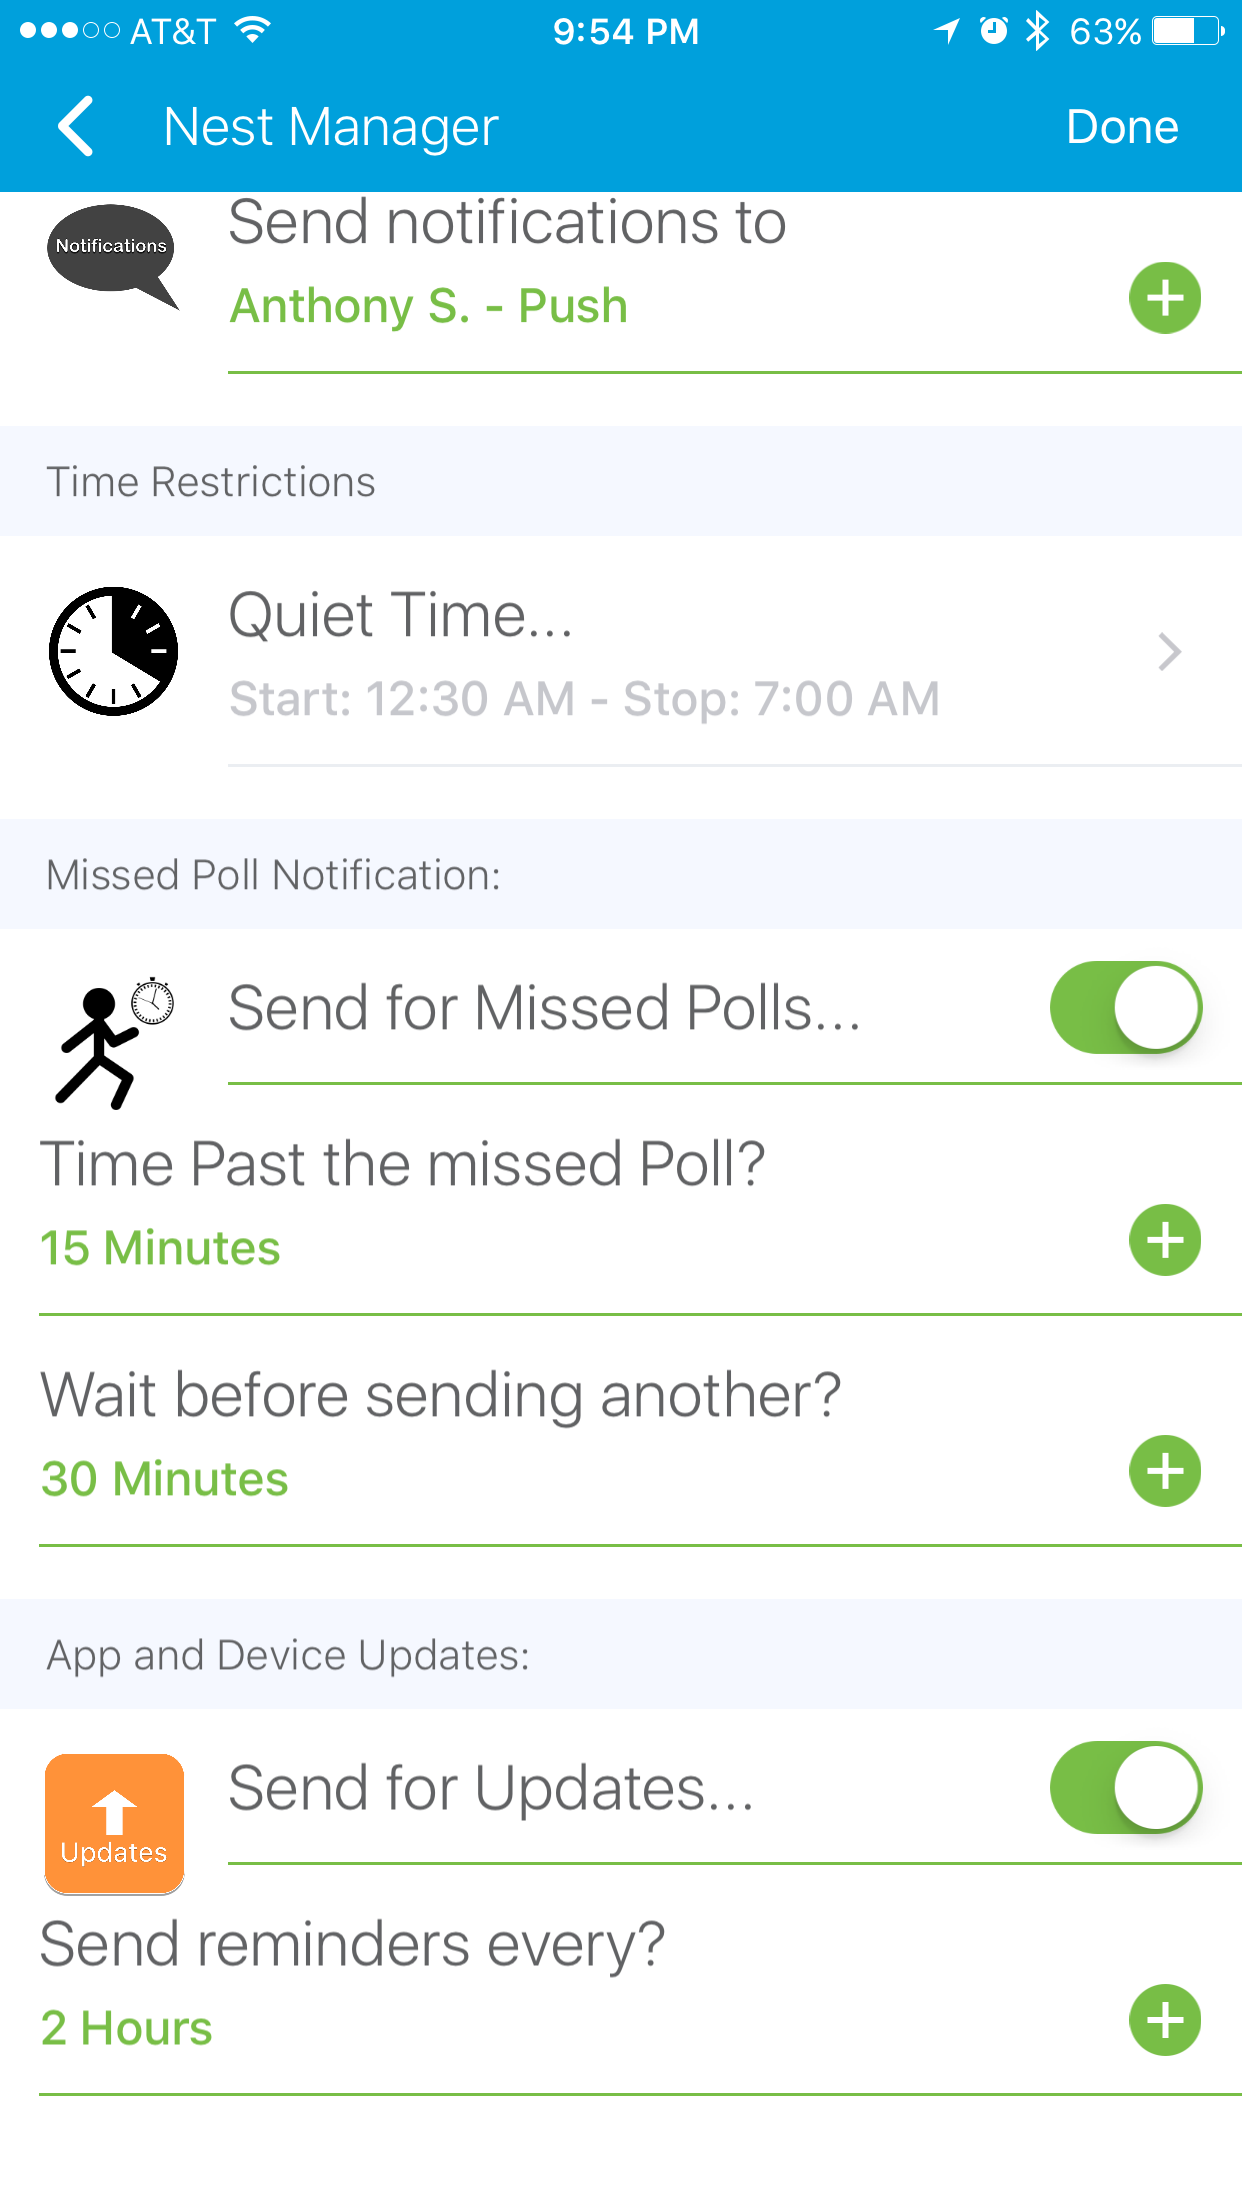 AT&T 9:54 PM 63%
Nest Manager Done
Notifications
Send notifications to
Anthony S. - Push
Time Restrictions
Quiet Time...
Start: 12:30 AM - Stop: 7:00 AM
Missed Poll Notification:
Send for Missed Polls...
Time Past the missed Poll?
15 Minutes
Wait before sending another?
30 Minutes
App and Device Updates:
Updates
Send for Updates...
Send reminders every?
2 Hours